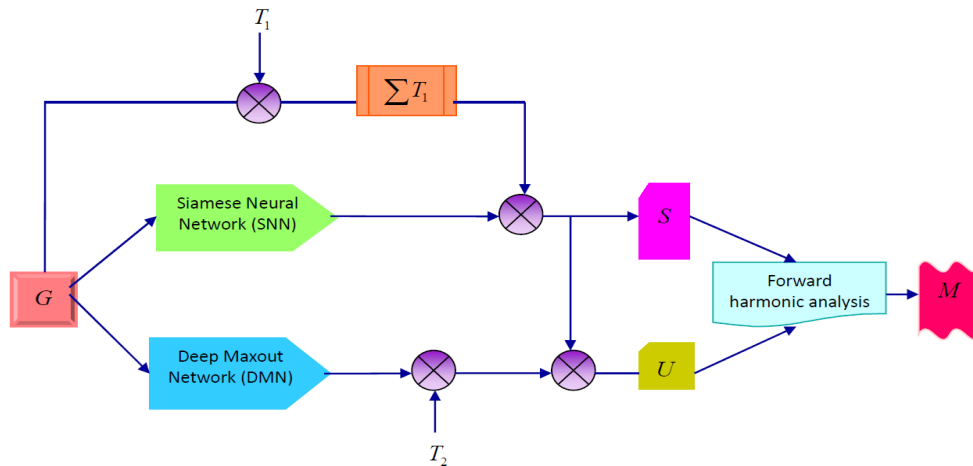 T₁
∑ T₁
Siamese Neural
Network (SNN)
S
G
Forward
harmonic analysis
M
Deep Maxout
Network (DMN)
U
T₂